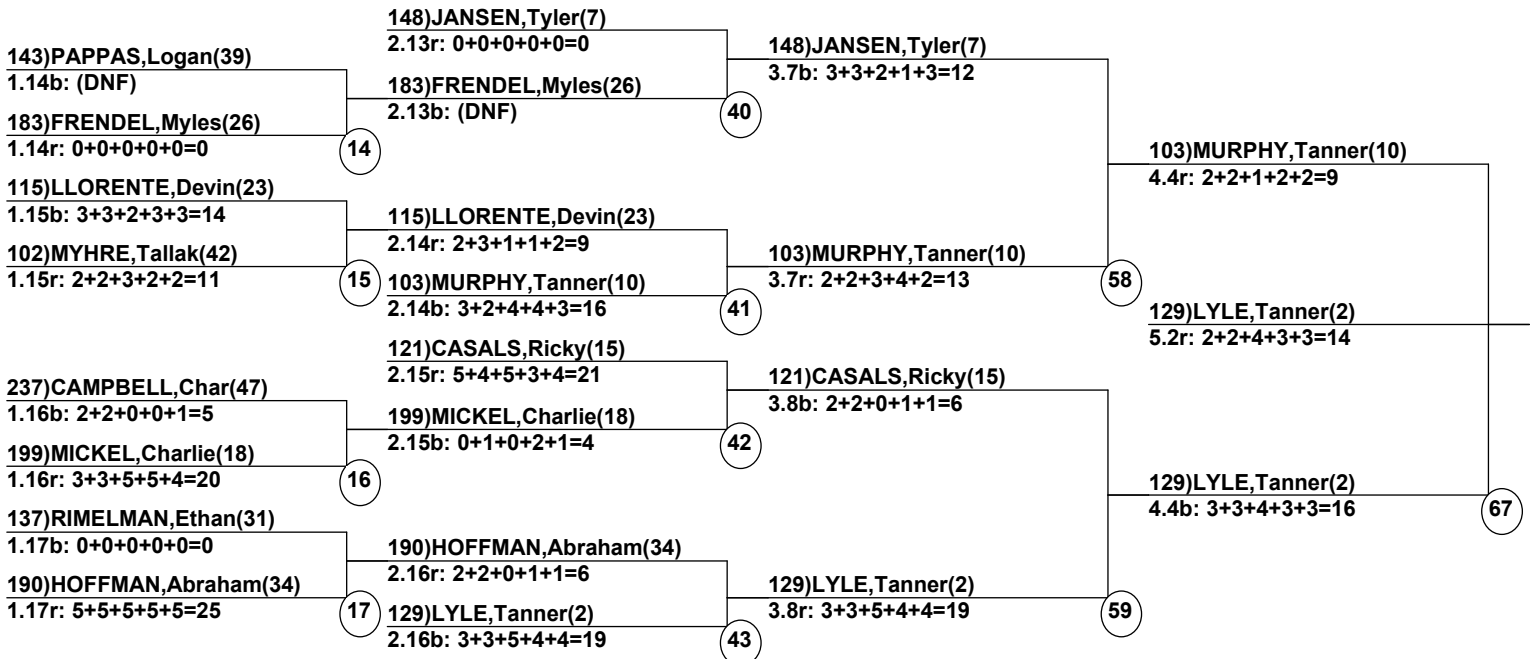 143)PAPPAS,Logan(39)
1.14b: (DNF)
183)FRENDEL,Myles(26)
1.14r: 0+0+0+0+0=0
14
115)LLORENTE,Devin(23)
1.15b: 3+3+2+3+3=14
102)MYHRE,Tallak(42)
1.15r: 2+2+3+2+2=11
15
237)CAMPBELL,Char(47)
1.16b: 2+2+0+0+1=5
199)MICKEL,Charlie(18)
1.16r: 3+3+5+5+4=20
16
137)RIMELMAN,Ethan(31)
1.17b: 0+0+0+0+0=0
190)HOFFMAN,Abraham(34)
1.17r: 5+5+5+5+5=25
17
148)JANSEN,Tyler(7)
2.13r: 0+0+0+0+0=0
183)FRENDEL,Myles(26)
2.13b: (DNF)
40
115)LLORENTE,Devin(23)
2.14r: 2+3+1+1+2=9
103)MURPHY,Tanner(10)
2.14b: 3+2+4+4+3=16
41
121)CASALS,Ricky(15)
2.15r: 5+4+5+3+4=21
199)MICKEL,Charlie(18)
2.15b: 0+1+0+2+1=4
42
190)HOFFMAN,Abraham(34)
2.16r: 2+2+0+1+1=6
129)LYLE,Tanner(2)
2.16b: 3+3+5+4+4=19
43
148)JANSEN,Tyler(7)
3.7b: 3+3+2+1+3=12
103)MURPHY,Tanner(10)
3.7r: 2+2+3+4+2=13
58
121)CASALS,Ricky(15)
3.8b: 2+2+0+1+1=6
129)LYLE,Tanner(2)
3.8r: 3+3+5+4+4=19
59
103)MURPHY,Tanner(10)
4.4r: 2+2+1+2+2=9
129)LYLE,Tanner(2)
4.4b: 3+3+4+3+3=16
67
129)LYLE,Tanner(2)
5.2r: 2+2+4+3+3=14